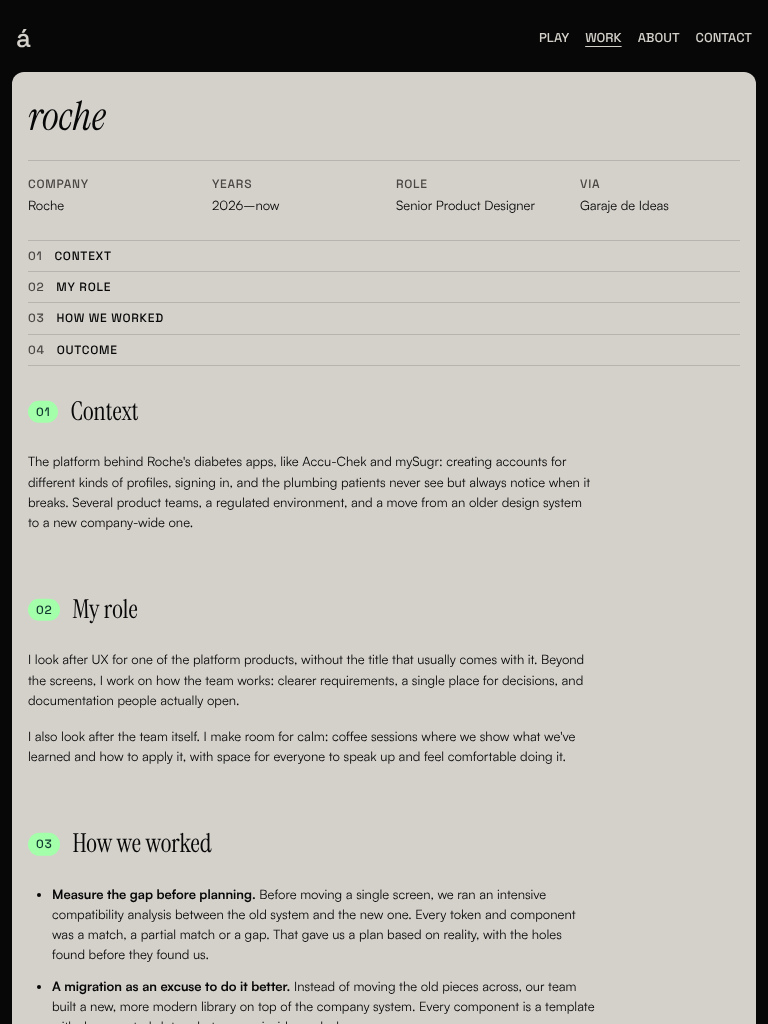 á
PLAY WORK ABOUT CONTACT
roche
COMPANY YEARS ROLE VIA
Roche 2026—now Senior Product Designer Garaje de Ideas
01 CONTEXT
02 MY ROLE
03 HOW WE WORKED
04 OUTCOME
01 Context
The platform behind Roche's diabetes apps, like Accu-Chek and mySugr: creating accounts for
different kinds of profiles, signing in, and the plumbing patients never see but always notice when it
breaks. Several product teams, a regulated environment, and a move from an older design system
to a new company-wide one.
02 My role
I look after UX for one of the platform products, without the title that usually comes with it. Beyond
the screens, I work on how the team works: clearer requirements, a single place for decisions, and
documentation people actually open.
I also look after the team itself. I make room for calm: coffee sessions where we show what we've
learned and how to apply it, with space for everyone to speak up and feel comfortable doing it.
03 How we worked
• Measure the gap before planning. Before moving a single screen, we ran an intensive
compatibility analysis between the old system and the new one. Every token and component
was a match, a partial match or a gap. That gave us a plan based on reality, with the holes
found before they found us.
• A migration as an excuse to do it better. Instead of moving the old pieces across, our team
built a new, more modern library on top of the company system. Every component is a template